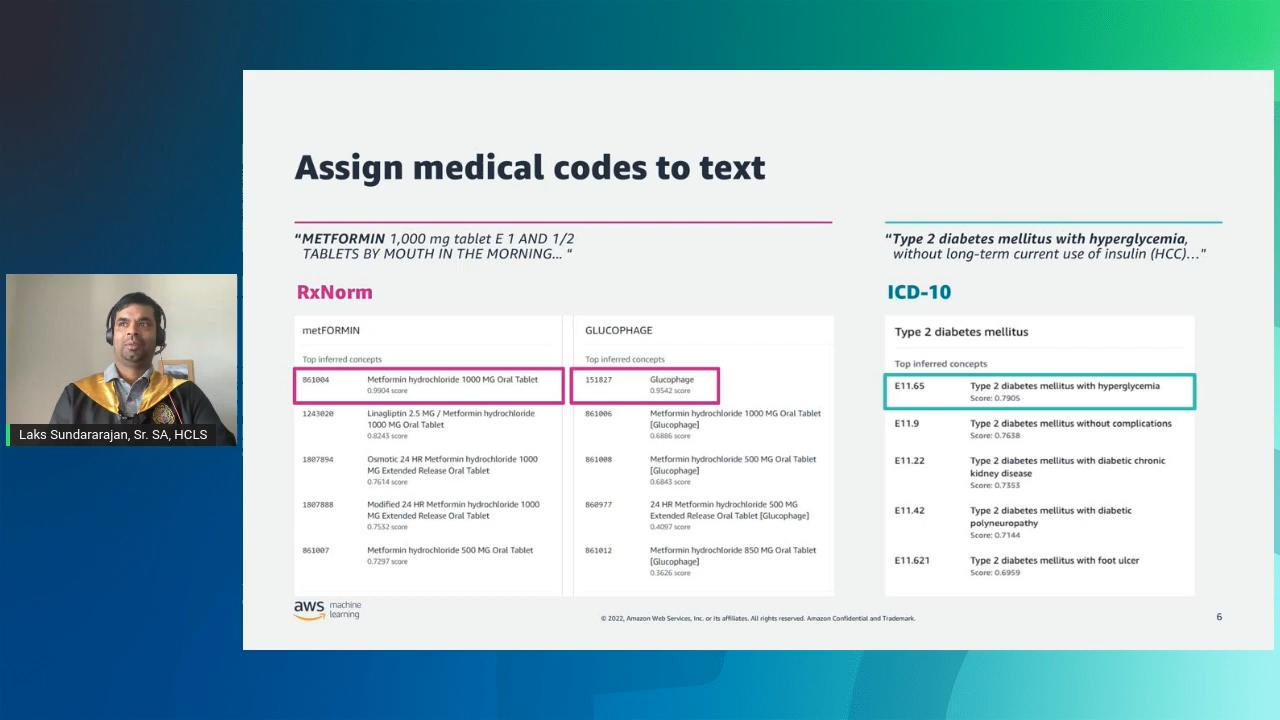 Assign medical codes to text
“METFORMIN 1,000 mg tablet E 1 AND 1/2
TABLETS BY MOUTH IN THE MORNING... “
RxNorm
metFORMIN
Top inferred concepts
861004 Metformin hydrochloride 1000 MG Oral Tablet
0.9904 score
1243020 Linagliptin 2.5 MG / Metformin hydrochloride
1000 MG Oral Tablet
0.8243 score
1807894 Osmotic 24 HR Metformin hydrochloride 1000
MG Extended Release Oral Tablet
0.7614 score
1807888 Modified 24 HR Metformin hydrochloride 1000
MG Extended Release Oral Tablet
0.7532 score
861007 Metformin hydrochloride 500 MG Oral Tablet
0.7297 score
GLUCOPHAGE
Top inferred concepts
151827 Glucophage
0.9542 score
861006 Metformin hydrochloride 1000 MG Oral Tablet
[Glucophage]
0.6886 score
861008 Metformin hydrochloride 500 MG Oral Tablet
[Glucophage]
0.6843 score
860977 24 HR Metformin hydrochloride 500 MG
Extended Release Oral Tablet [Glucophage]
0.4097 score
861012 Metformin hydrochloride 850 MG Oral Tablet
[Glucophage]
0.3626 score
“Type 2 diabetes mellitus with hyperglycemia,
without long-term current use of insulin (HCC)…"
ICD-10
Type 2 diabetes mellitus
Top inferred concepts
E11.65 Type 2 diabetes mellitus with hyperglycemia
Score: 0.7905
E11.9 Type 2 diabetes mellitus without complications
Score: 0.7638
E11.22 Type 2 diabetes mellitus with diabetic chronic
kidney disease
Score: 0.7353
E11.42 Type 2 diabetes mellitus with diabetic
polyneuropathy
Score: 0.7144
E11.621 Type 2 diabetes mellitus with foot ulcer
Score: 0.6959
Laks Sundararajan, Sr. SA, HCLS
aws machine
learning
© 2022, Amazon Web Services, Inc. or its affiliates. All rights reserved. Amazon Confidential and Trademark.
6